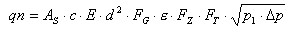 qn = A_S · c · E · d² · F_G · ε · F_Z · F_T · √(p₁ · Δp)